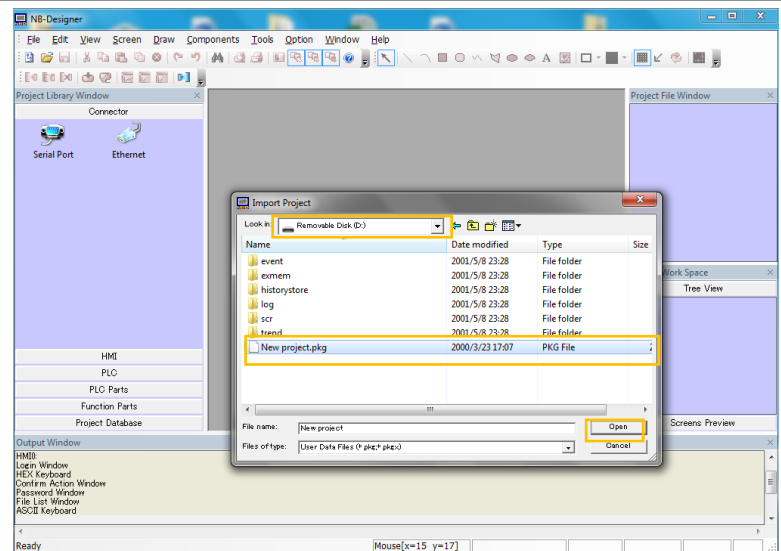 NB-Designer
File Edit View Screen Draw Components Tools Option Window Help
Project Library Window
Project File Window
Connector
Serial Port Ethernet
Import Project
Look in: Removable Disk (D:)
Name Date modified Type Size
event 2001/5/8 23:28 File folder
exmem 2001/5/8 23:28 File folder
historystore 2001/5/8 23:28 File folder
log 2001/5/8 23:28 File folder
scr 2001/5/8 23:28 File folder
trend 2001/5/8 23:28 File folder
New project.pkg 2000/3/23 17:07 PKG File
Work Space
Tree View
HMI
PLC
PLC Parts
Function Parts
Project Database
File name: New project Open
Files of type: User Data Files (*.pkg;*.pkgx) Cancel
Screens Preview
Output Window
HMI0:
Login Window
HEX Keyboard
Confirm Action Window
Password Window
File List Window
ASCII Keyboard
Ready Mouse[x=15 y=17]